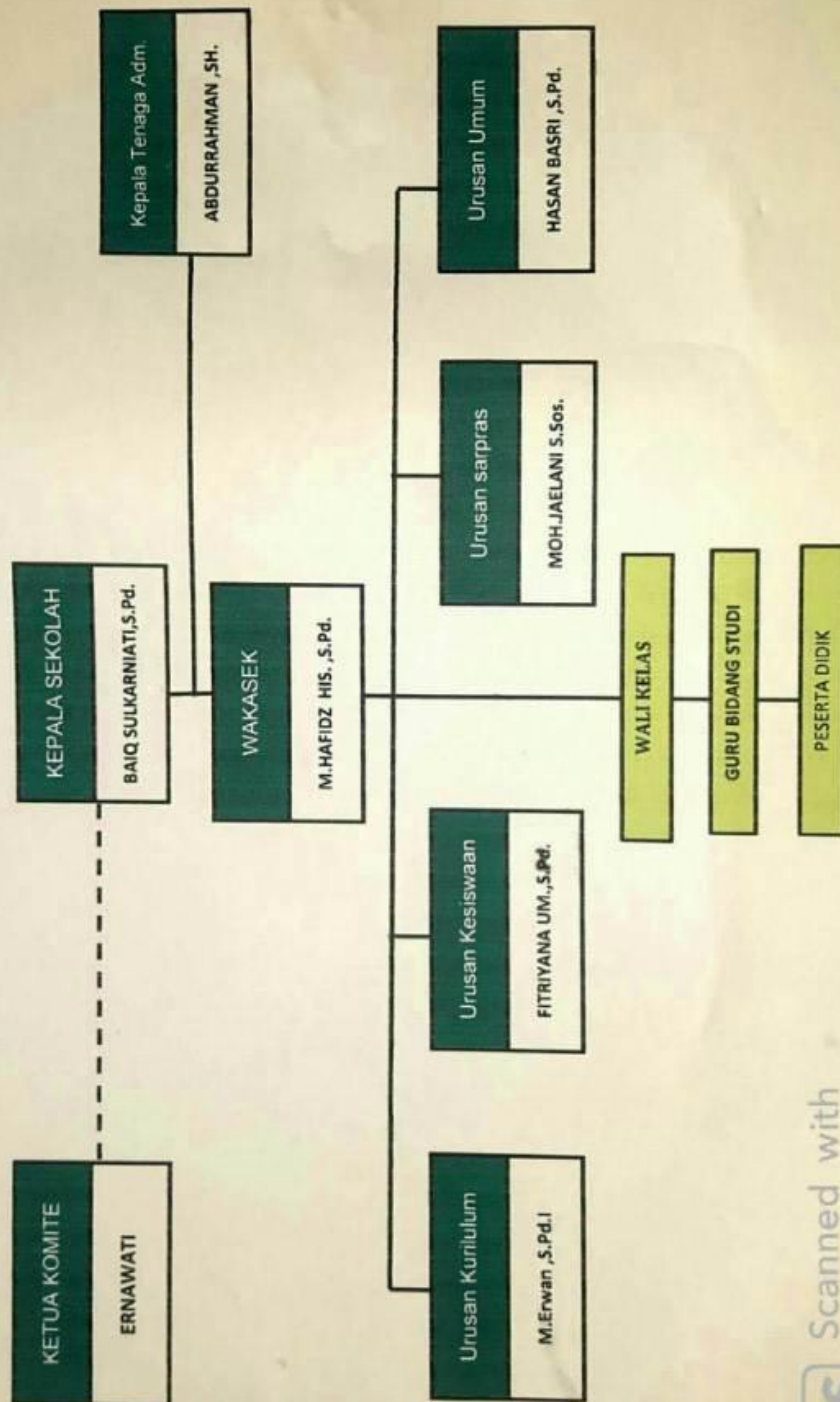 KETUA KOMITE
ERNAWATI
KEPALA SEKOLAH
BAIQ SULKARNIATI,S.Pd.
Kepala Tenaga Adm.
ABDURRAHMAN ,SH.
WAKASEK
M.HAFIDZ HIS. ,S.Pd.
Urusan Kurilulum
M.Erwan ,S.Pd.I
Urusan Kesiswaan
FITRIYANA UM.,S.Pd.
Urusan sarpras
MOH.JAELANI S.Sos.
Urusan Umum
HASAN BASRI ,S.Pd.
WALI KELAS
GURU BIDANG STUDI
PESERTA DIDIK
Scanned with